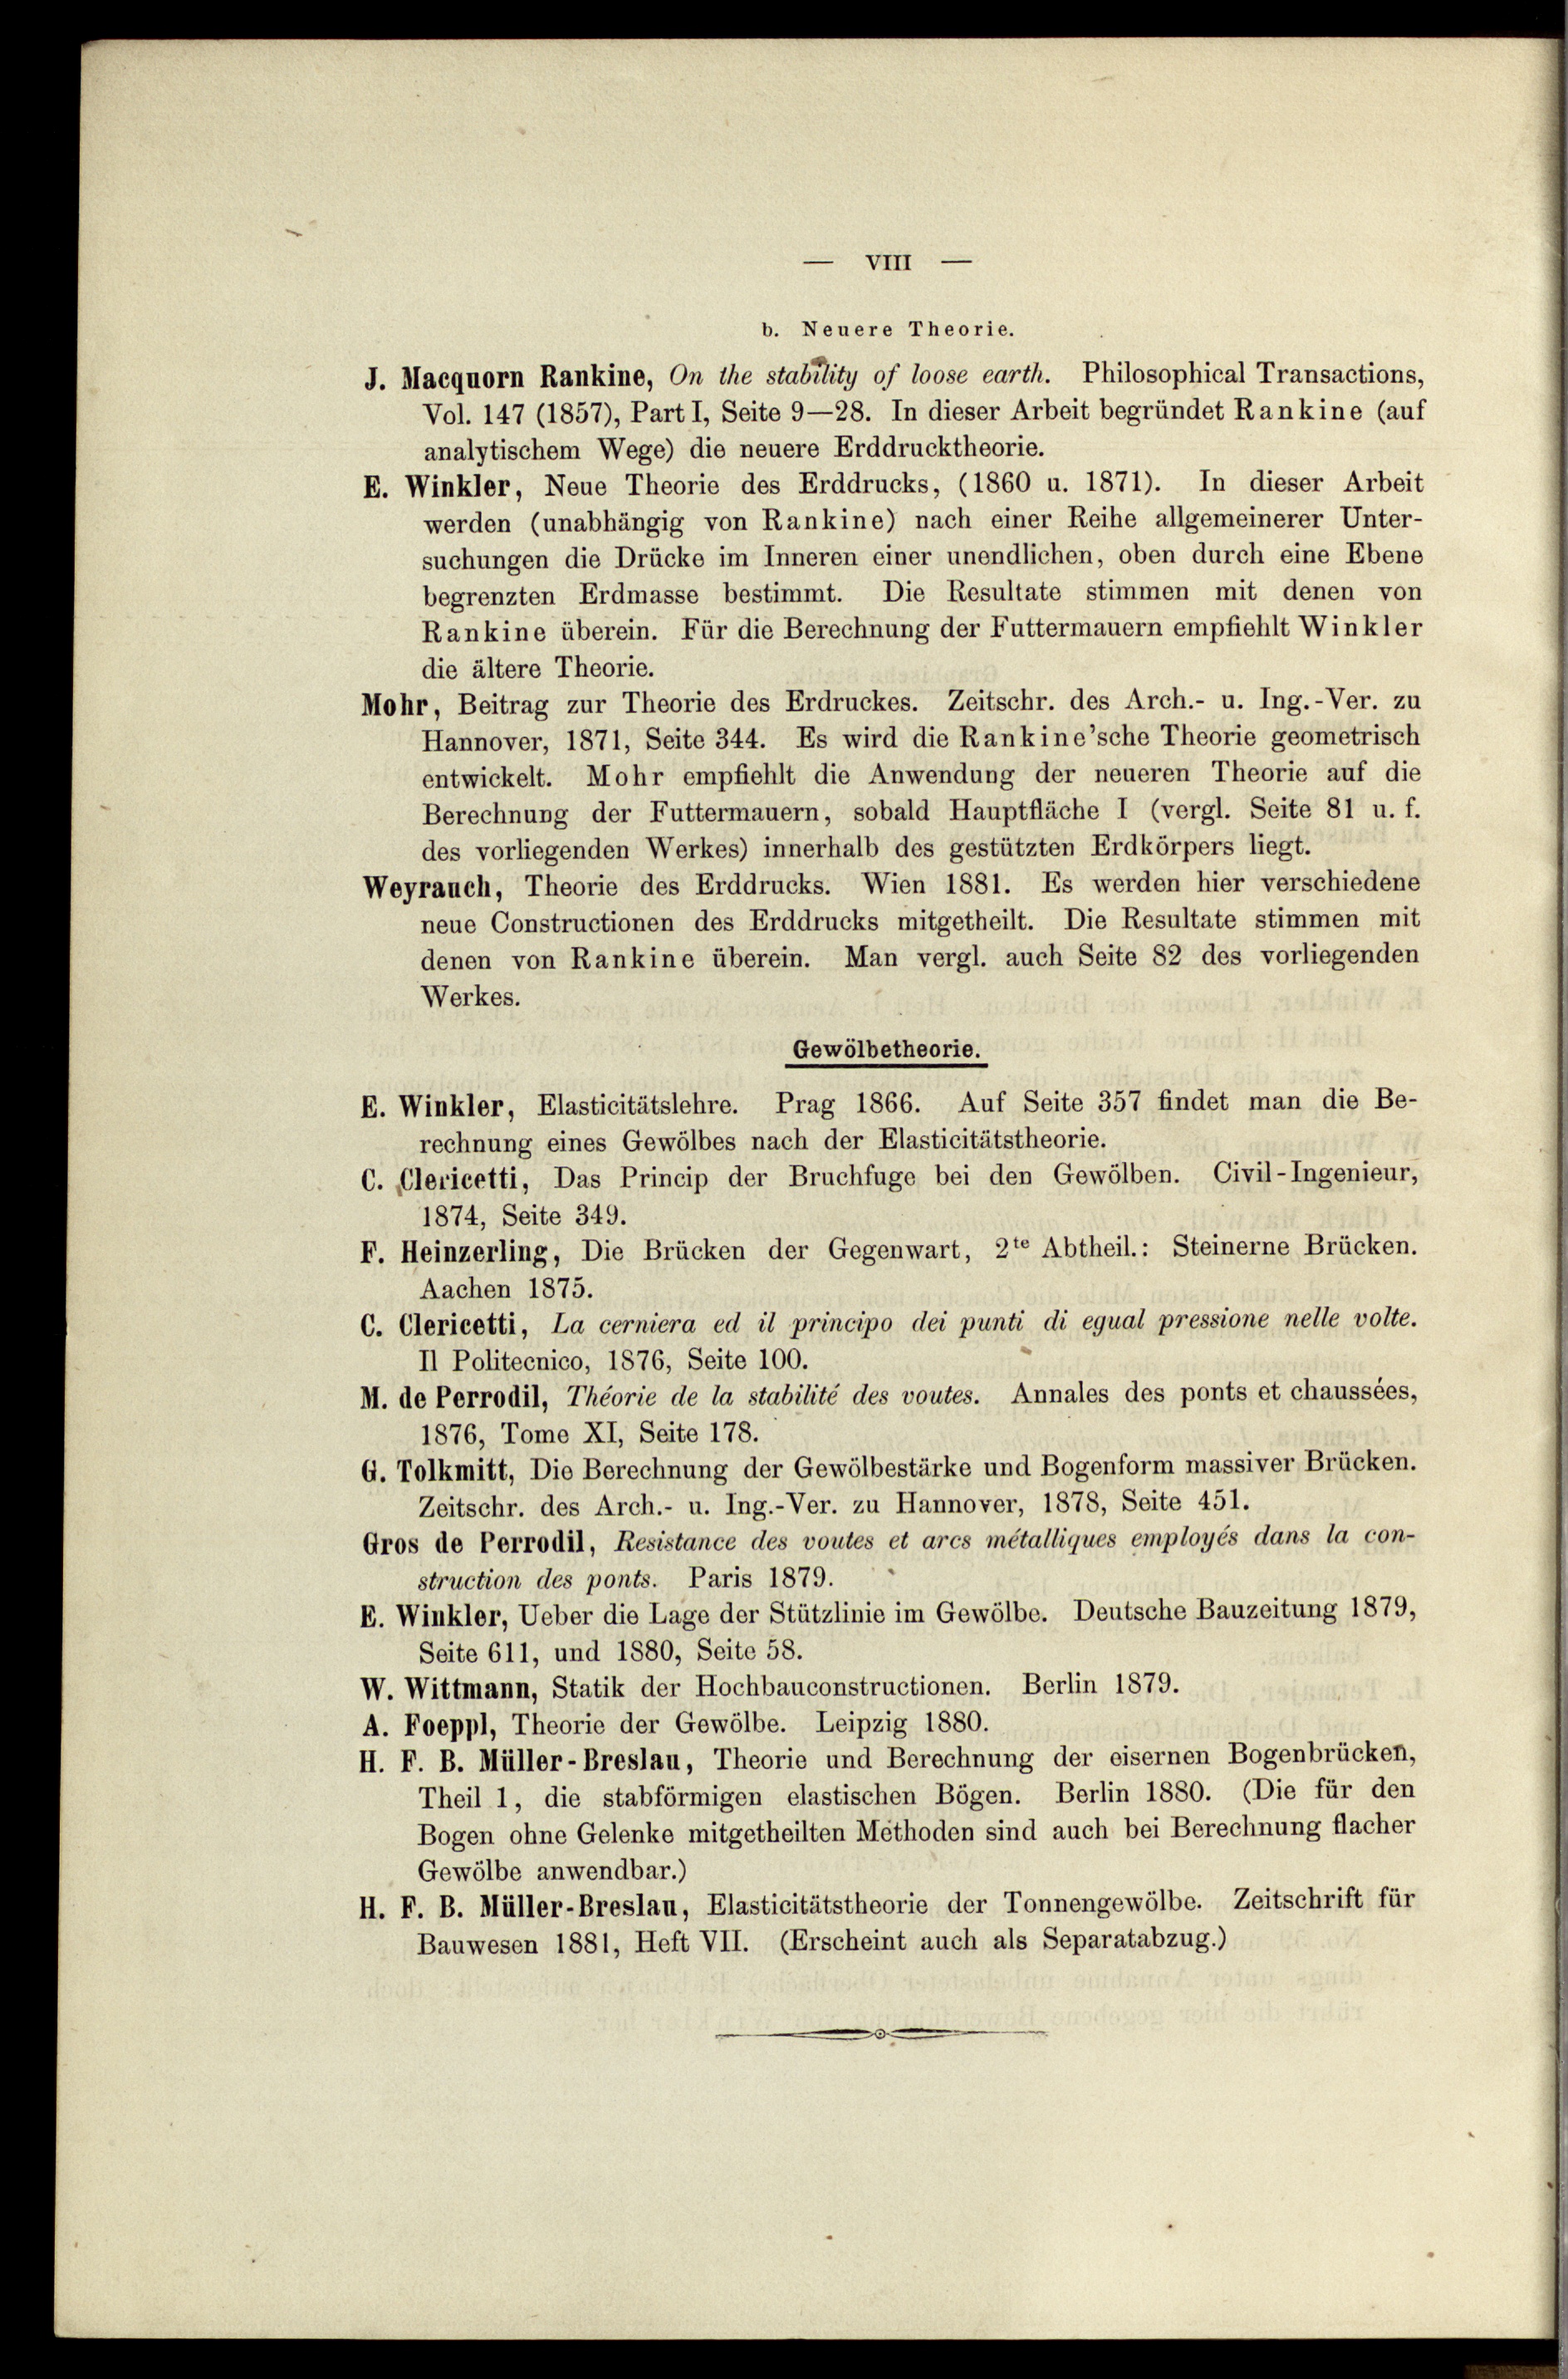 — VIII —
b. Neuere Theorie.
J. Macquorn Rankine, On the stability of loose earth. Philosophical Transactions,
Vol. 147 (1857), Part I, Seite 9—28. In dieser Arbeit begründet Rankine (auf
analytischem Wege) die neuere Erddrucktheorie.
E. Winkler, Neue Theorie des Erddrucks, (1860 u. 1871). In dieser Arbeit
werden (unabhängig von Rankine) nach einer Reihe allgemeinerer Unter-
suchungen die Drücke im Inneren einer unendlichen, oben durch eine Ebene
begrenzten Erdmasse bestimmt. Die Resultate stimmen mit denen von
Rankine überein. Für die Berechnung der Futtermauern empfiehlt Winkler
die ältere Theorie.
Mohr, Beitrag zur Theorie des Erdruckes. Zeitschr. des Arch.- u. Ing.-Ver. zu
Hannover, 1871, Seite 344. Es wird die Rankine'sche Theorie geometrisch
entwickelt. Mohr empfiehlt die Anwendung der neueren Theorie auf die
Berechnung der Futtermauern, sobald Hauptfläche I (vergl. Seite 81 u. f.
des vorliegenden Werkes) innerhalb des gestützten Erdkörpers liegt.
Weyrauch, Theorie des Erddrucks. Wien 1881. Es werden hier verschiedene
neue Constructionen des Erddrucks mitgetheilt. Die Resultate stimmen mit
denen von Rankine überein. Man vergl. auch Seite 82 des vorliegenden
Werkes.
Gewölbetheorie.
E. Winkler, Elasticitätslehre. Prag 1866. Auf Seite 357 findet man die Be-
rechnung eines Gewölbes nach der Elasticitätstheorie.
C. Clericetti, Das Princip der Bruchfuge bei den Gewölben. Civil-Ingenieur,
1874, Seite 349.
F. Heinzerling, Die Brücken der Gegenwart, 2te Abtheil.: Steinerne Brücken.
Aachen 1875.
C. Clericetti, La cerniera ed il principo dei punti di egual pressione nelle volte.
Il Politecnico, 1876, Seite 100.
M. de Perrodil, Théorie de la stabilité des voutes. Annales des ponts et chaussées,
1876, Tome XI, Seite 178.
G. Tolkmitt, Die Berechnung der Gewölbestärke und Bogenform massiver Brücken.
Zeitschr. des Arch.- u. Ing.-Ver. zu Hannover, 1878, Seite 451.
Gros de Perrodil, Resistance des voutes et arcs métalliques employés dans la con-
struction des ponts. Paris 1879.
E. Winkler, Ueber die Lage der Stützlinie im Gewölbe. Deutsche Bauzeitung 1879,
Seite 611, und 1880, Seite 58.
W. Wittmann, Statik der Hochbauconstructionen. Berlin 1879.
A. Foeppl, Theorie der Gewölbe. Leipzig 1880.
H. F. B. Müller-Breslau, Theorie und Berechnung der eisernen Bogenbrücken,
Theil 1, die stabförmigen elastischen Bögen. Berlin 1880. (Die für den
Bogen ohne Gelenke mitgetheilten Methoden sind auch bei Berechnung flacher
Gewölbe anwendbar.)
H. F. B. Müller-Breslau, Elasticitätstheorie der Tonnengewölbe. Zeitschrift für
Bauwesen 1881, Heft VII. (Erscheint auch als Separatabzug.)